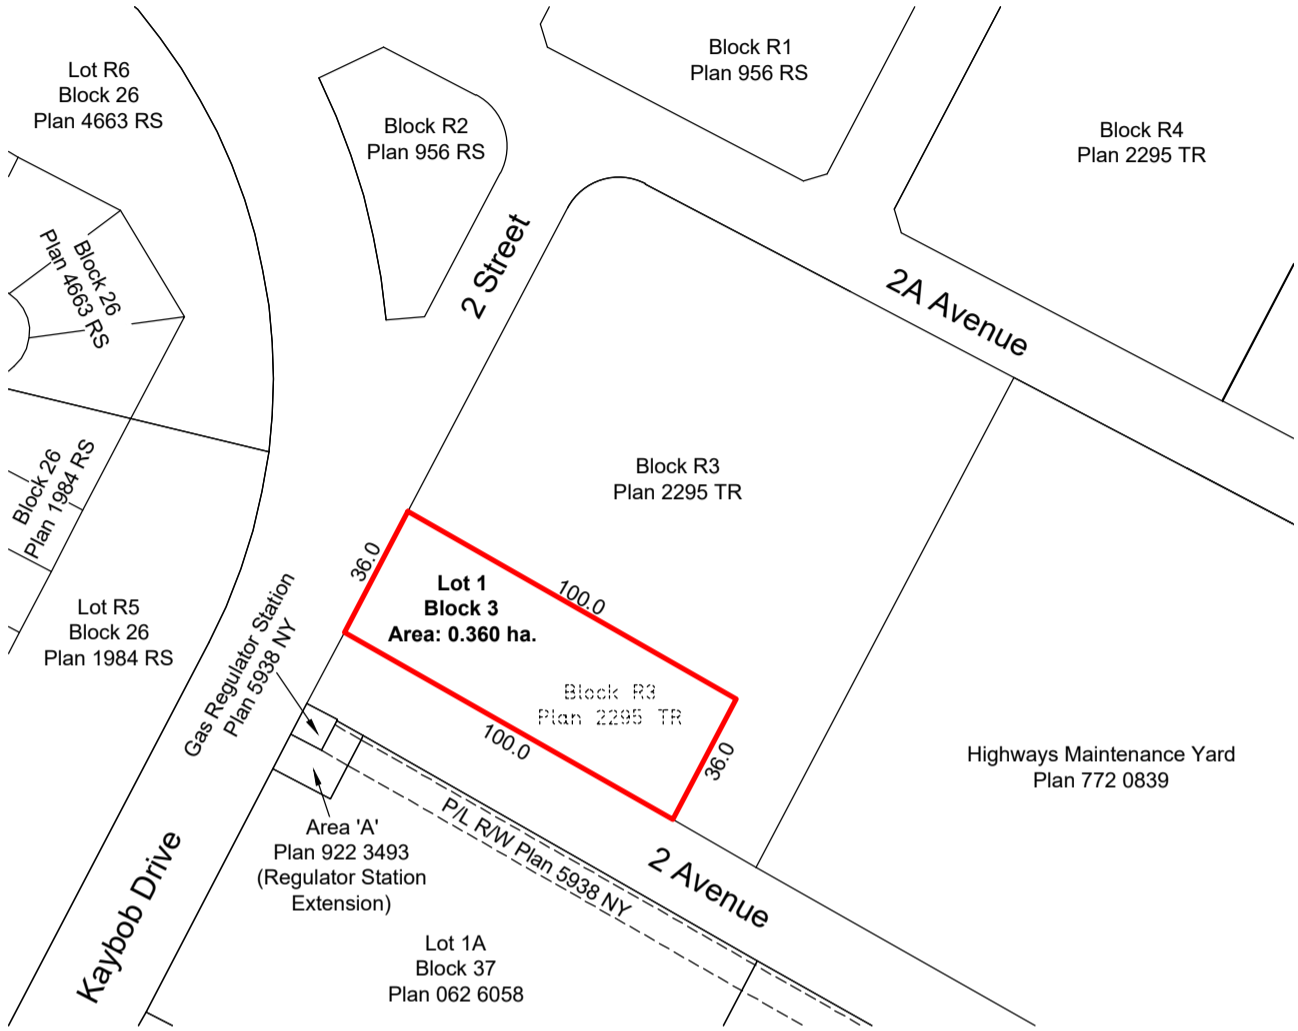 Block R1
Plan 956 RS
Lot R6
Block 26
Plan 4663 RS
Block R2
Plan 956 RS
Block R4
Plan 2295 TR
Block 26
Plan 4663 RS
2 Street
2A Avenue
Block R3
Plan 2295 TR
Block 26
Plan 1984 RS
36.0
100.0
Lot 1
Block 3
Area: 0.360 ha.
Lot R5
Block 26
Plan 1984 RS
Gas Regulator Station
Plan 5938 NY
Block R3
Plan 2295 TR
100.0
36.0
Highways Maintenance Yard
Plan 772 0839
Area 'A'
Plan 922 3493
(Regulator Station
Extension)
P/L R/W Plan 5938 NY
2 Avenue
Kaybob Drive
Lot 1A
Block 37
Plan 062 6058